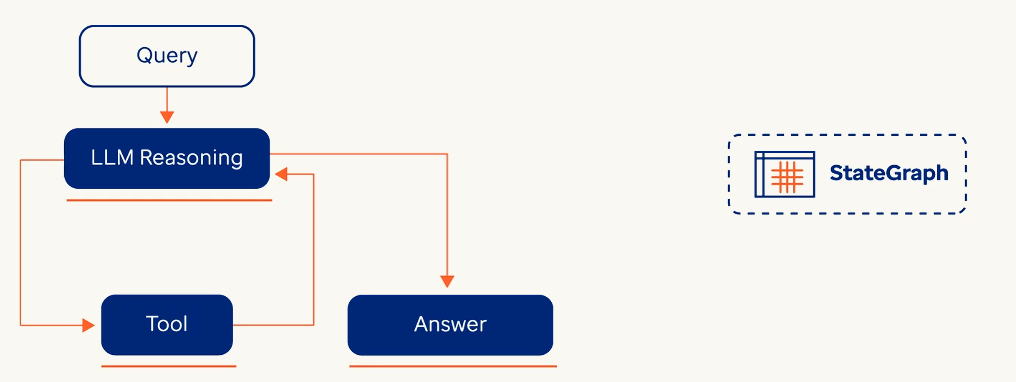 Query
LLM Reasoning
StateGraph
Tool
Answer